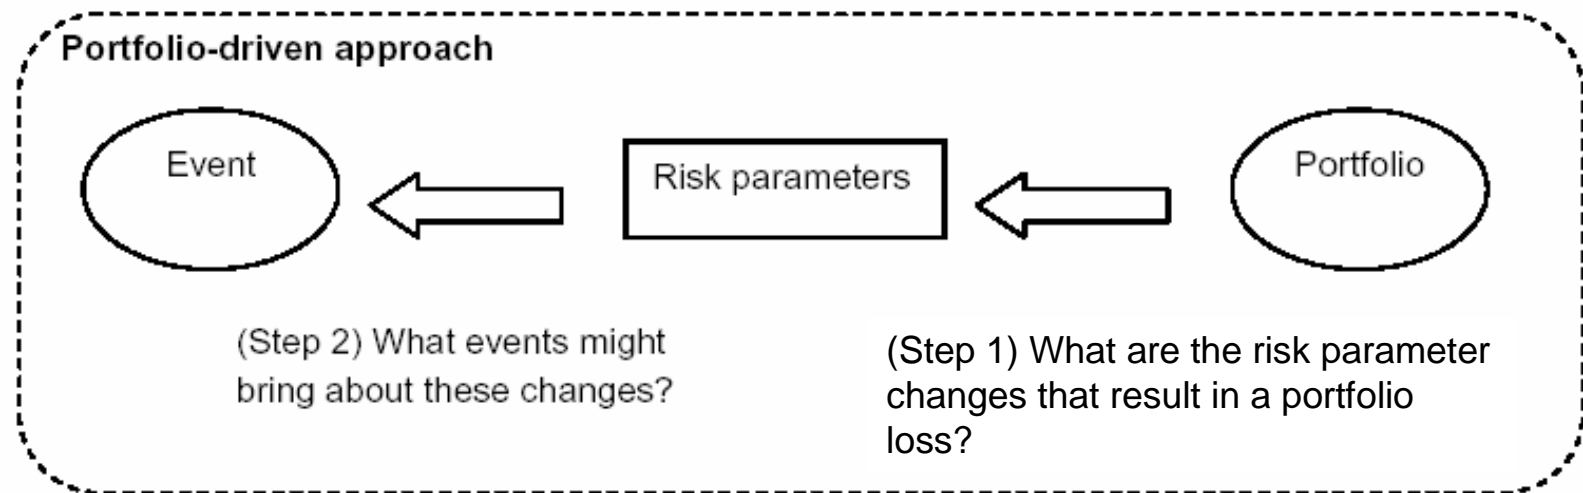 Portfolio-driven approach
Event
Risk parameters
Portfolio
(Step 2) What events might
bring about these changes?
(Step 1) What are the risk parameter
changes that result in a portfolio
loss?